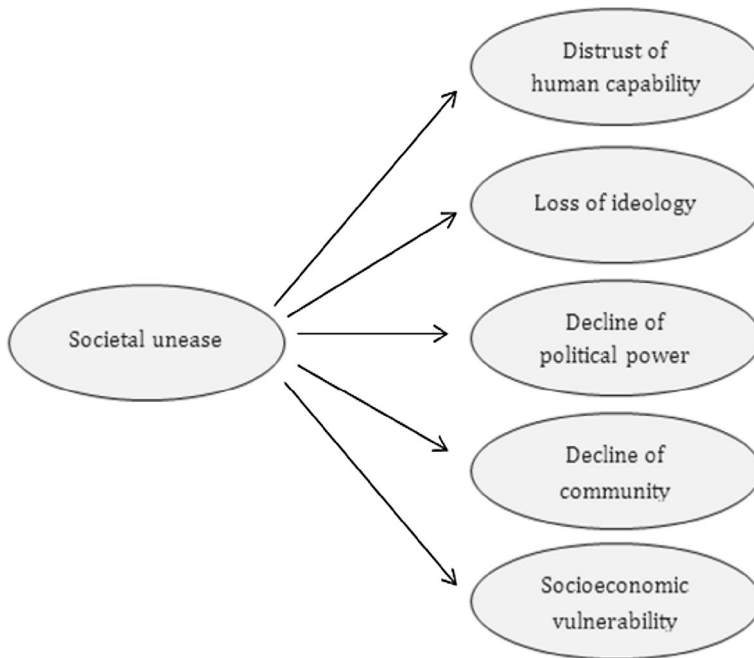 Distrust of
human capability
Loss of ideology
Societal unease
Decline of
political power
Decline of
community
Socioeconomic
vulnerability